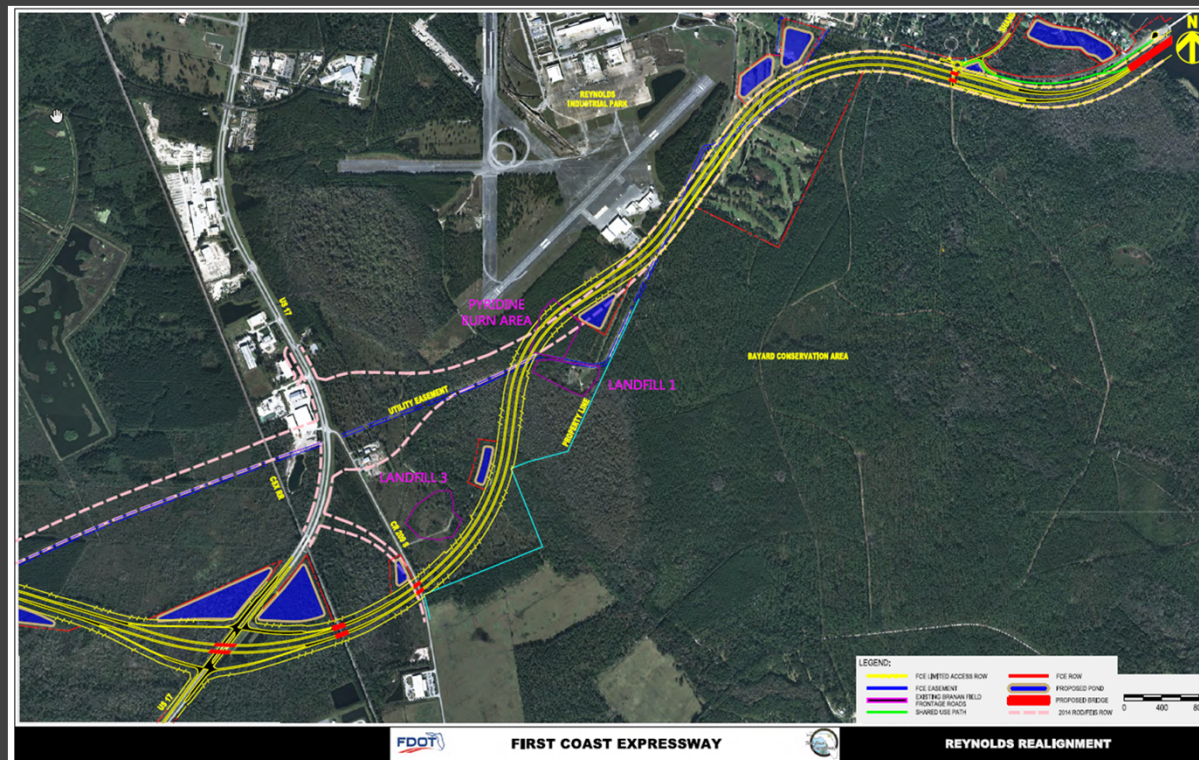 N
SHANDS
REYNOLDS
INDUSTRIAL PARK
US 17
PYRIDINE
BURN AREA
BAYARD CONSERVATION AREA
LANDFILL 1
UTILITY EASEMENT
PROPERTY LINE
LANDFILL 3
CSX RR
CR 209 S
US 17
LEGEND:
FCE LIMITED ACCESS ROW
FCE EASEMENT
EXISTING BRANAN FIELD
FRONTAGE ROADS
SHARED USE PATH
FCE ROW
PROPOSED POND
PROPOSED BRIDGE
2014 ROD/FEIS ROW
0 400
FDOT
FIRST COAST EXPRESSWAY
REYNOLDS REALIGNMENT